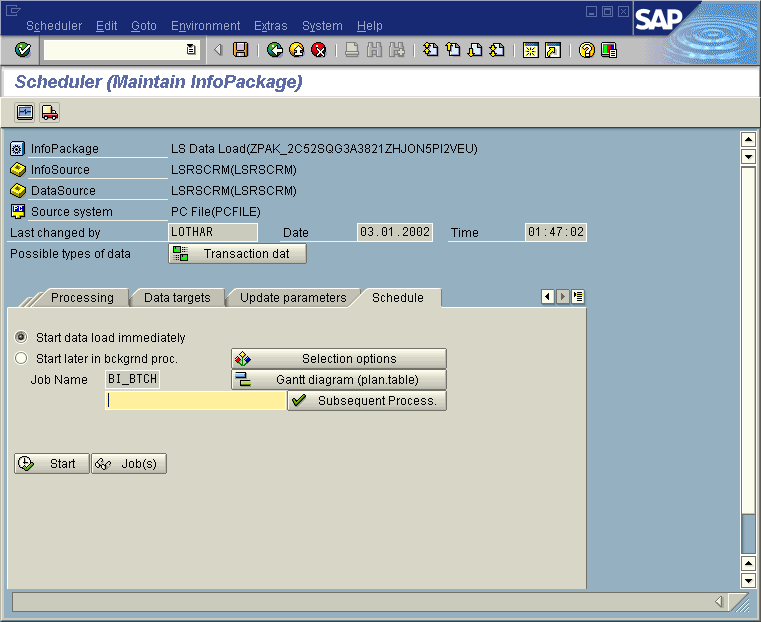 Scheduler Edit Goto Environment Extras System Help
SAP
Scheduler (Maintain InfoPackage)
InfoPackage LS Data Load(ZPAK_2C52SQG3A3821ZHJON5PI2VEU)
InfoSource LSRSCRM(LSRSCRM)
DataSource LSRSCRM(LSRSCRM)
Source system PC File(PCFILE)
Last changed by LOTHAR Date 03.01.2002 Time 01:47:02
Possible types of data Transaction dat
Processing Data targets Update parameters Schedule
Start data load immediately
Start later in bckgrnd proc. Selection options
Job Name BI_BTCH Gantt diagram (plan.table)
Subsequent Process.
Start Job(s)